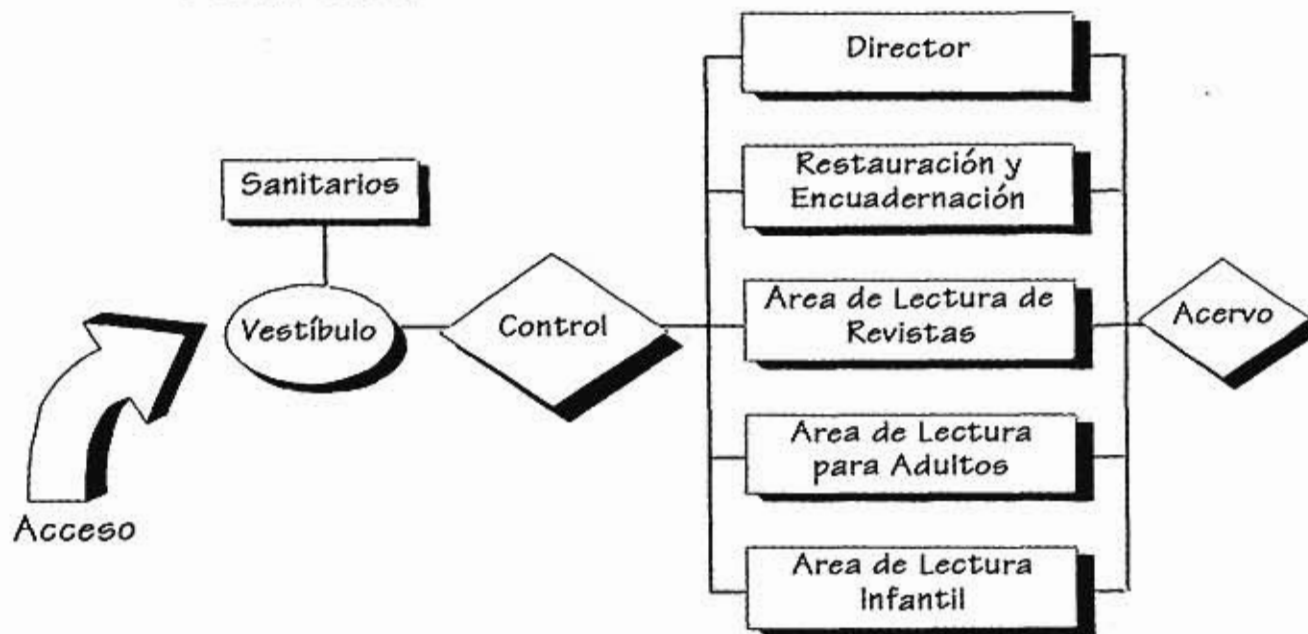 Director
Restauración y
Encuadernación
Sanitarios
Vestíbulo
Control
Area de Lectura de
Revistas
Acervo
Area de Lectura
para Adultos
Area de Lectura
Infantil
Acceso